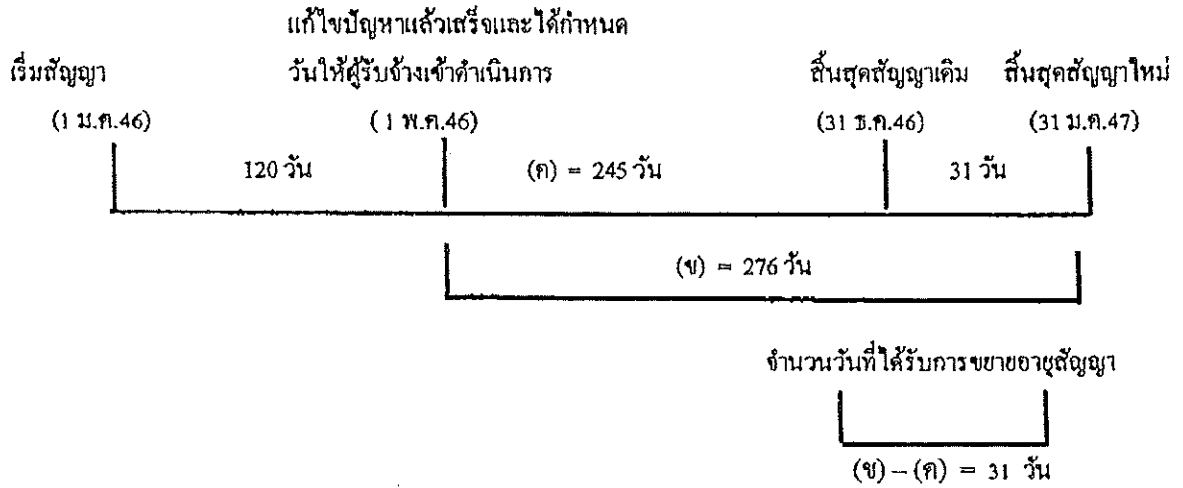 แก้ไขปัญหาแล้วเสร็จและได้กำหนด
เริ่มสัญญา วันให้ผู้รับจ้างเข้าดำเนินการ สิ้นสุดสัญญาเดิม สิ้นสุดสัญญาใหม่
(1 ม.ค.46) (1 พ.ค.46) (31 ธ.ค.46) (31 ม.ค.47)
120 วัน (ค) = 245 วัน 31 วัน
(ข) = 276 วัน
จำนวนวันที่ได้รับการขยายอายุสัญญา
(ข) – (ค) = 31 วัน